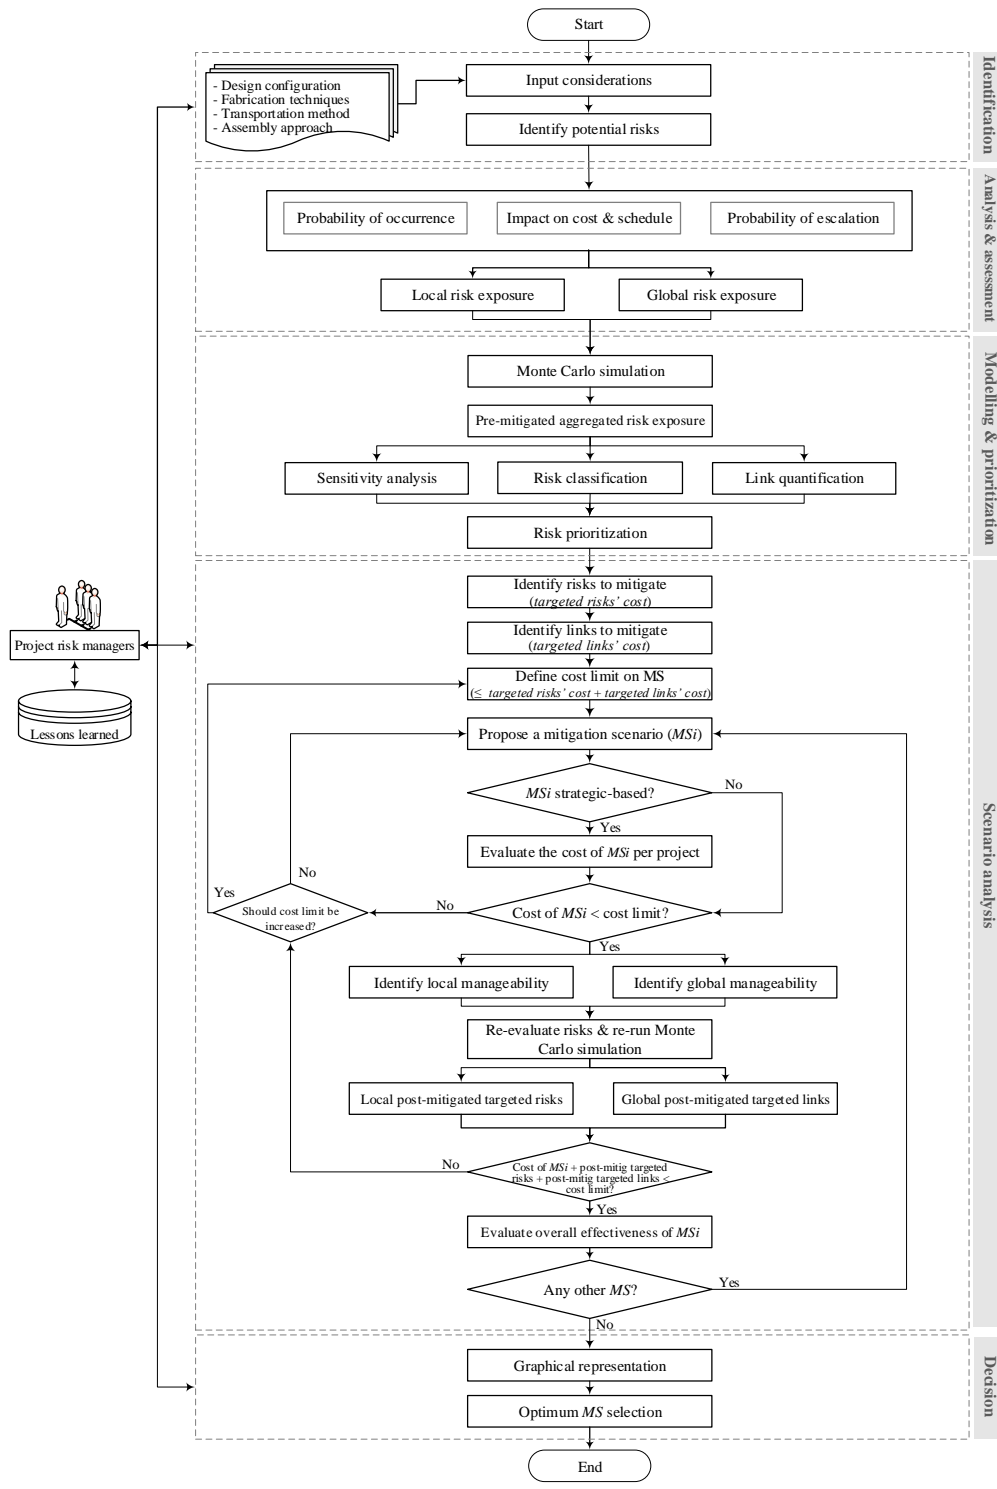 Start
Identification
- Design configuration
- Fabrication techniques
- Transportation method
- Assembly approach
Input considerations
Identify potential risks
Analysis & assessment
Probability of occurrence
Impact on cost & schedule
Probability of escalation
Local risk exposure
Global risk exposure
Modelling & prioritization
Monte Carlo simulation
Pre-mitigated aggregated risk exposure
Sensitivity analysis
Risk classification
Link quantification
Risk prioritization
Scenario analysis
Identify risks to mitigate
(targeted risks' cost)
Identify links to mitigate
(targeted links' cost)
Project risk managers
Lessons learned
Define cost limit on MS
(≤ targeted risks' cost + targeted links' cost)
Propose a mitigation scenario (MSi)
MSi strategic-based?
No
Yes
Evaluate the cost of MSi per project
No
Yes
Should cost limit be
increased?
No
Cost of MSi < cost limit?
Yes
Identify local manageability
Identify global manageability
Re-evaluate risks & re-run Monte
Carlo simulation
Local post-mitigated targeted risks
Global post-mitigated targeted links
No
Cost of MSi + post-mitig targeted
risks + post-mitig targeted links <
cost limit?
Yes
Evaluate overall effectiveness of MSi
Any other MS?
Yes
No
Decision
Graphical representation
Optimum MS selection
End